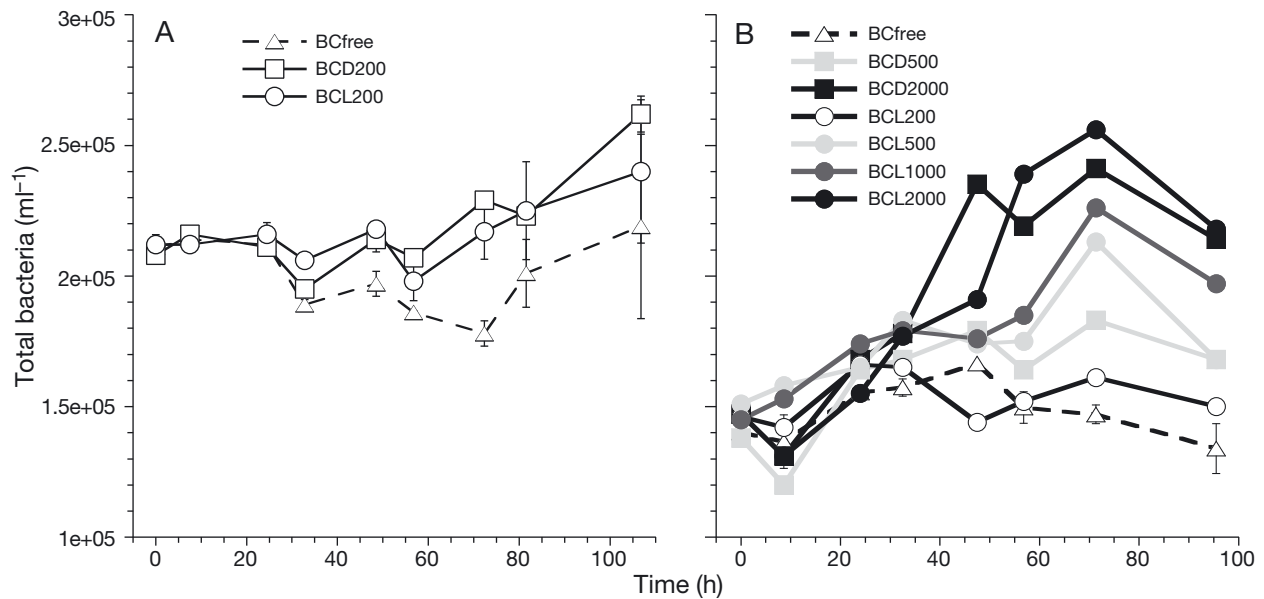 A
BCfree
BCD200
BCL200
B
BCfree
BCD500
BCD2000
BCL200
BCL500
BCL1000
BCL2000
Total bacteria (ml⁻¹)
3e+05
2.5e+05
2e+05
1.5e+05
1e+05
0 20 40 60 80 100
0 20 40 60 80 100
Time (h)